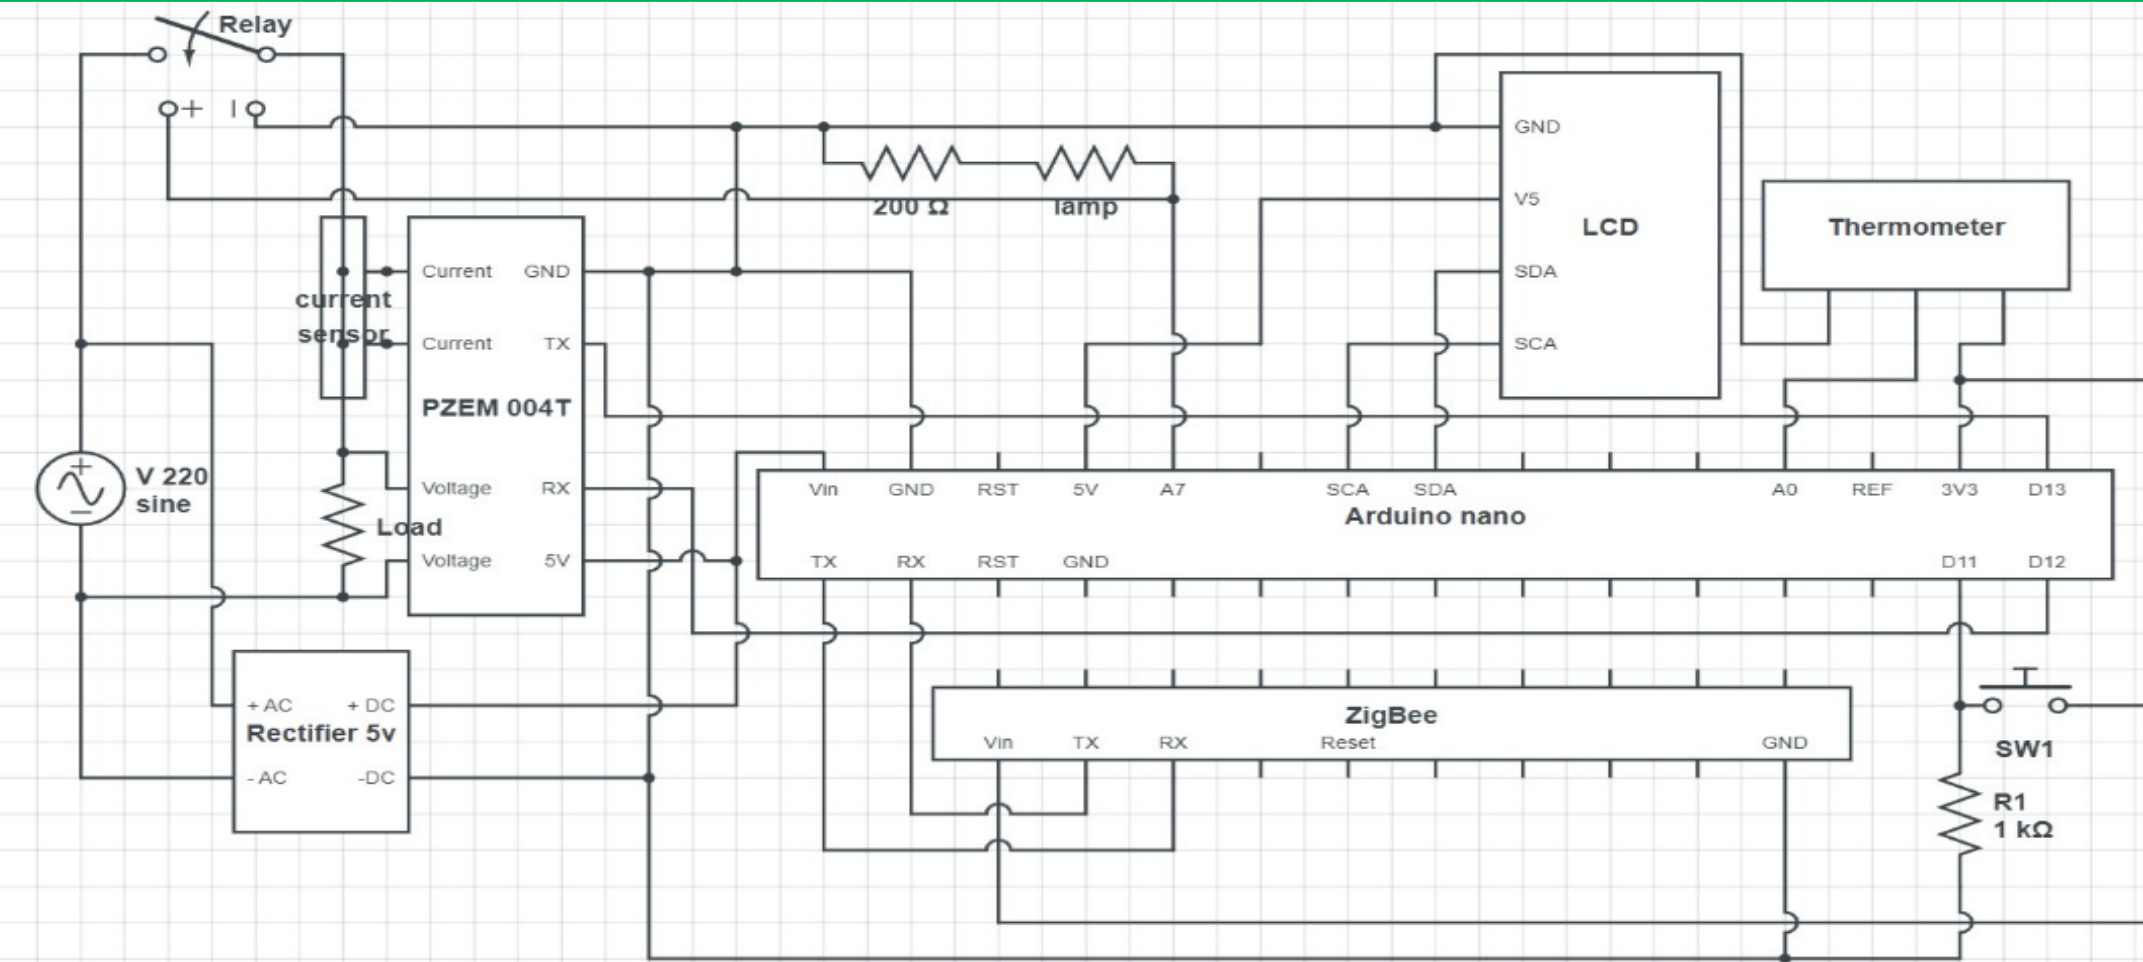 Relay
+ I
GND
200 Ω lamp
V5
LCD
Thermometer
Current GND
SDA
current
sensor
Current TX
SCA
PZEM 004T
+
V 220
sine
Voltage RX
Vin GND RST 5V A7 SCA SDA A0 REF 3V3 D13
Arduino nano
Load
Voltage 5V
TX RX RST GND D11 D12
+ AC + DC
Rectifier 5v
- AC -DC
ZigBee
Vin TX RX Reset GND
SW1
R1
1 kΩ